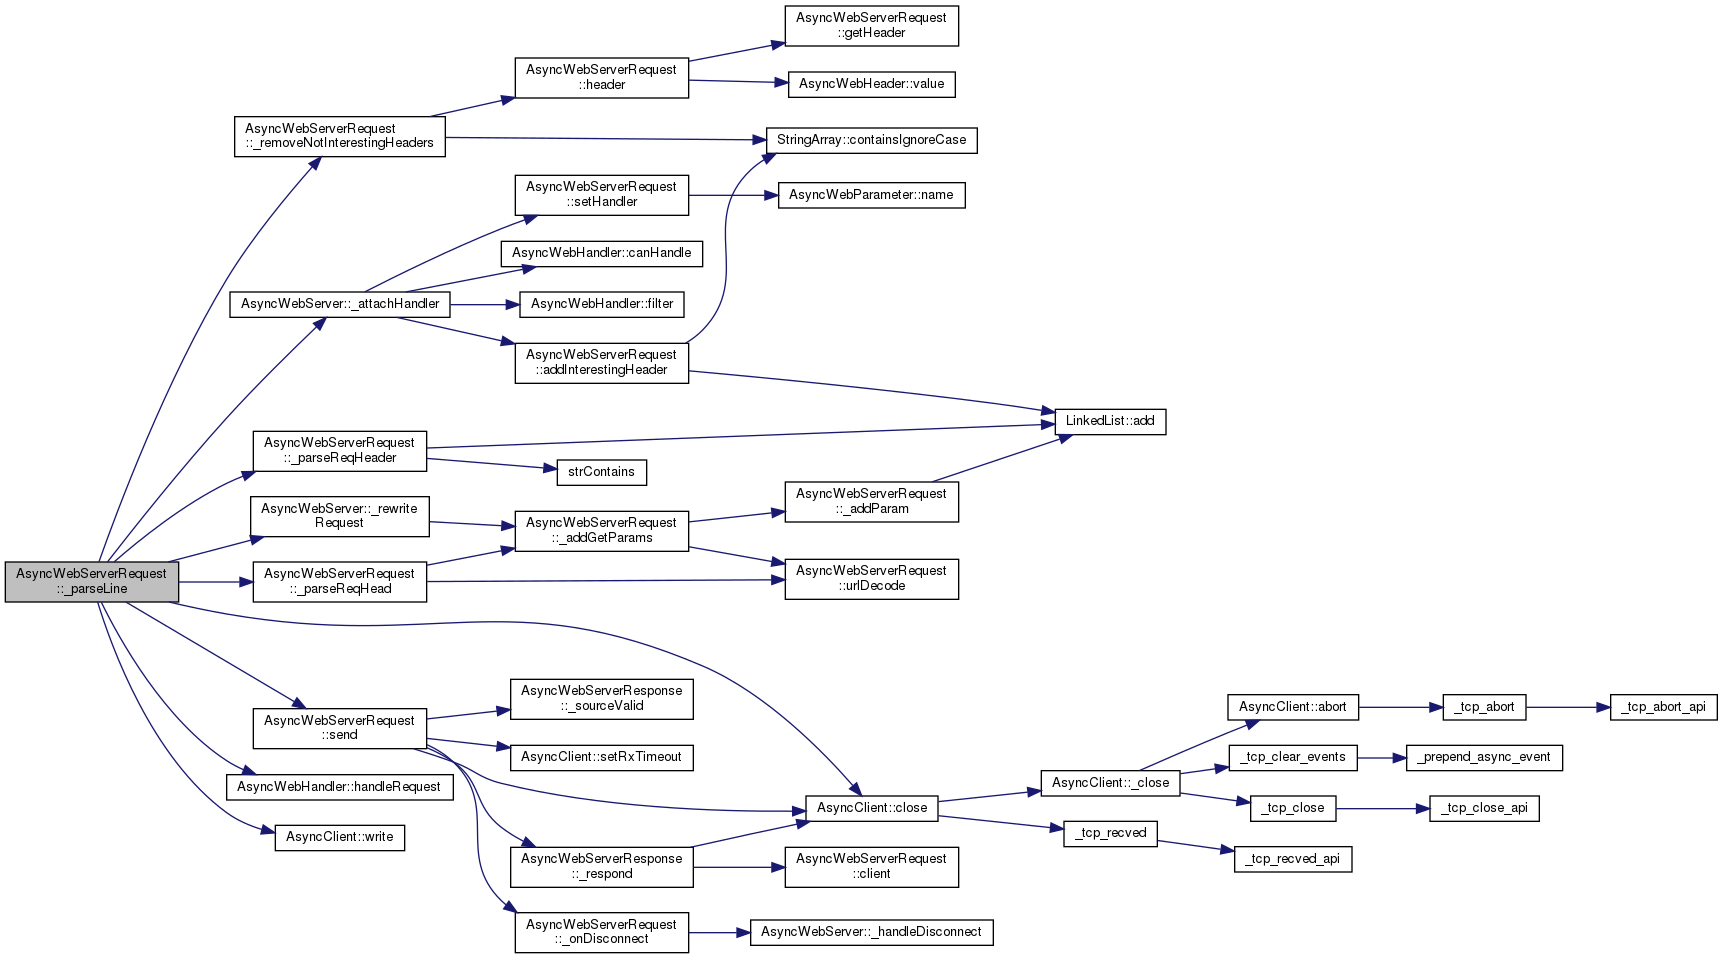 AsyncWebServerRequest
::_parseLine
AsyncWebServerRequest
::_removeNotInterestingHeaders
AsyncWebServer::_attachHandler
AsyncWebServerRequest
::_parseReqHeader
AsyncWebServer::_rewrite
Request
AsyncWebServerRequest
::_parseReqHead
AsyncWebServerRequest
::send
AsyncWebHandler::handleRequest
AsyncClient::write
AsyncWebServerRequest
::header
AsyncWebServerRequest
::setHandler
AsyncWebHandler::canHandle
AsyncWebHandler::filter
AsyncWebServerRequest
::addInterestingHeader
strContains
AsyncWebServerRequest
::_addGetParams
AsyncWebServerResponse
::_sourceValid
AsyncClient::setRxTimeout
AsyncWebServerResponse
::_respond
AsyncWebServerRequest
::_onDisconnect
AsyncWebServerRequest
::getHeader
AsyncWebHeader::value
StringArray::containsIgnoreCase
AsyncWebParameter::name
AsyncWebServerRequest
::_addParam
AsyncWebServerRequest
::urlDecode
AsyncClient::close
AsyncWebServerRequest
::client
AsyncWebServer::_handleDisconnect
LinkedList::add
AsyncClient::_close
_tcp_recved
AsyncClient::abort
_tcp_clear_events
_tcp_close
_tcp_recved_api
_tcp_abort
_prepend_async_event
_tcp_close_api
_tcp_abort_api